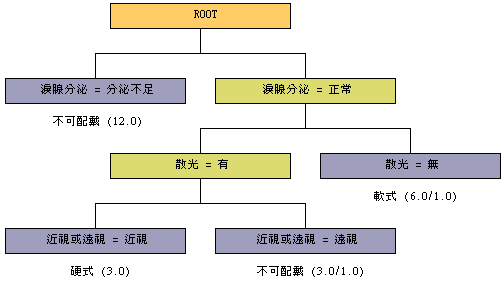 ROOT
淚腺分泌 = 分泌不足
淚腺分泌 = 正常
不可配戴 (12.0)
散光 = 有
散光 = 無
軟式 (6.0/1.0)
近視或遠視 = 近視
近視或遠視 = 遠視
硬式 (3.0)
不可配戴 (3.0/1.0)